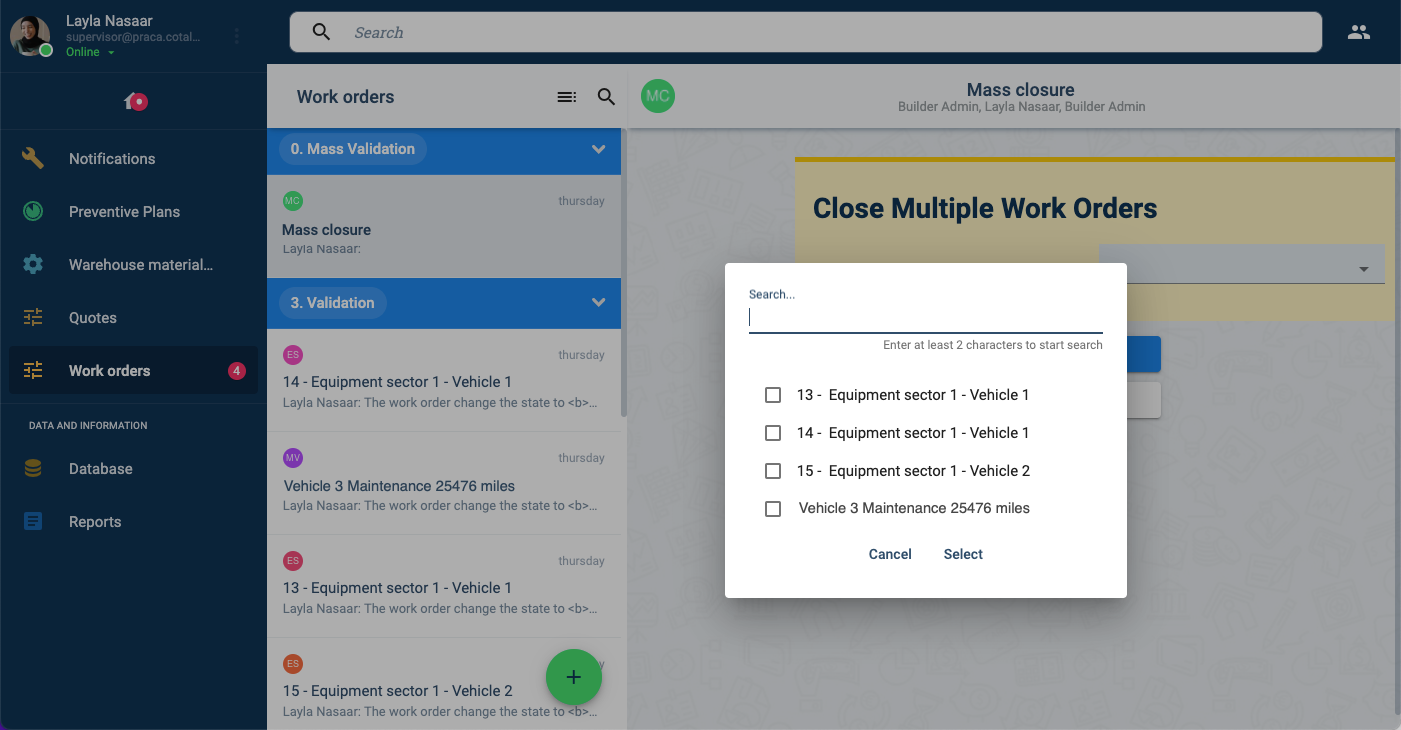 Layla Nasaar
supervisor@praca.cotal...
Online
Search
Notifications
Preventive Plans
Warehouse material...
Quotes
Work orders
4
DATA AND INFORMATION
Database
Reports
Work orders
0. Mass Validation
MC
thursday
Mass closure
Layla Nasaar:
3. Validation
ES
thursday
14 - Equipment sector 1 - Vehicle 1
Layla Nasaar: The work order change the state to <b>...
MV
thursday
Vehicle 3 Maintenance 25476 miles
Layla Nasaar: The work order change the state to <b>...
ES
thursday
13 - Equipment sector 1 - Vehicle 1
Layla Nasaar: The work order change the state to <b>...
ES
15 - Equipment sector 1 - Vehicle 2
Layla Nasaar: The work order change the state to <b>...
MC
Mass closure
Builder Admin, Layla Nasaar, Builder Admin
Close Multiple Work Orders
Search...
Enter at least 2 characters to start search
13 - Equipment sector 1 - Vehicle 1
14 - Equipment sector 1 - Vehicle 1
15 - Equipment sector 1 - Vehicle 2
Vehicle 3 Maintenance 25476 miles
Cancel Select